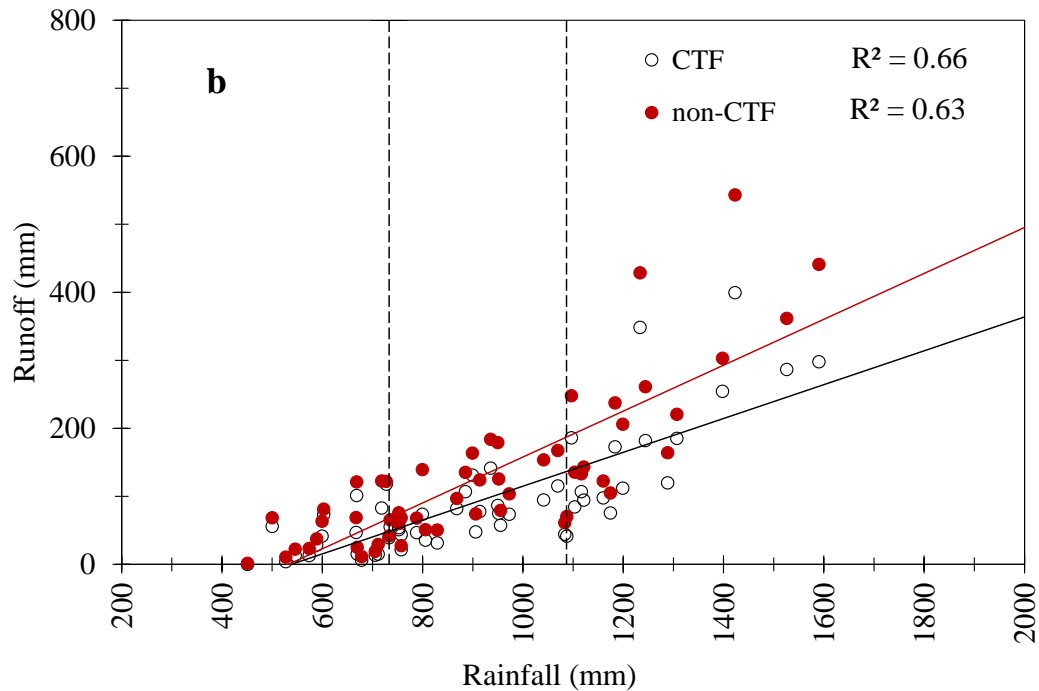 800
b
CTF R² = 0.66
non-CTF R² = 0.63
600
400
200
0
Runoff (mm)
200 400 600 800 1000 1200 1400 1600 1800 2000
Rainfall (mm)